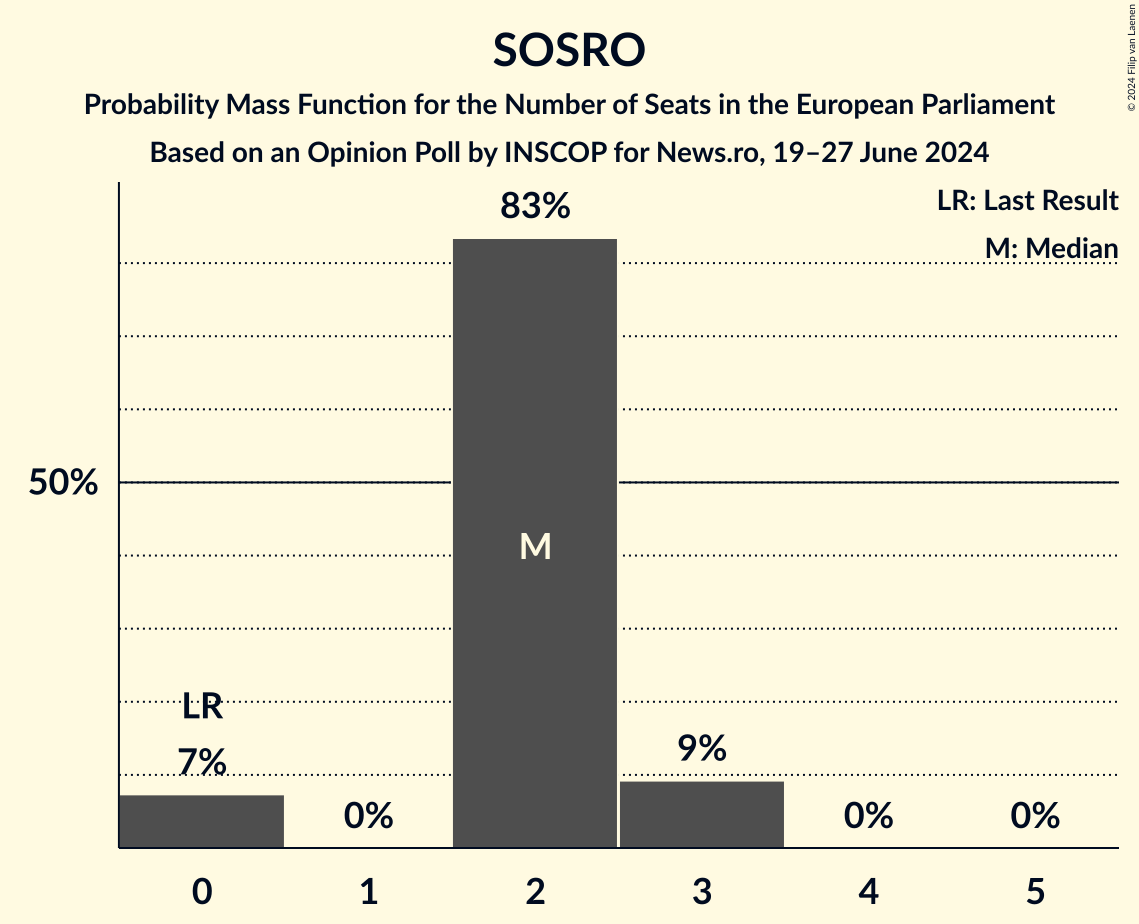 SOSRO
Probability Mass Function for the Number of Seats in the European Parliament
Based on an Opinion Poll by INSCOP for News.ro, 19–27 June 2024
© 2024 Filip van Laenen
LR: Last Result
M: Median
83%
50%
M
LR
7%
0%
9%
0%
0%
0 1 2 3 4 5